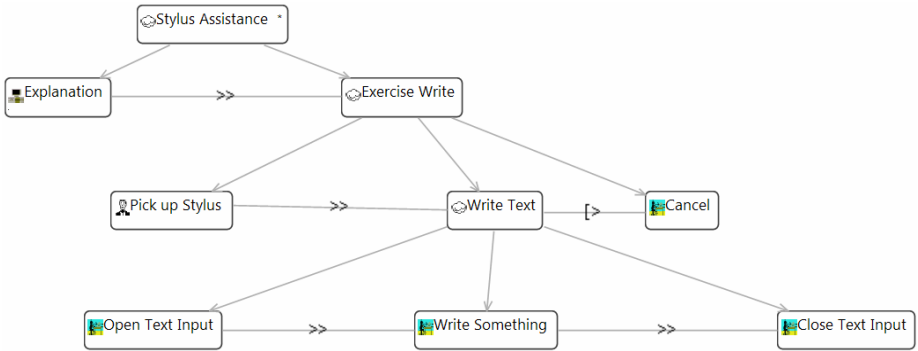 Stylus Assistance *
Explanation
>>
Exercise Write
Pick up Stylus
>>
Write Text
[>
Cancel
Open Text Input
>>
Write Something
>>
Close Text Input